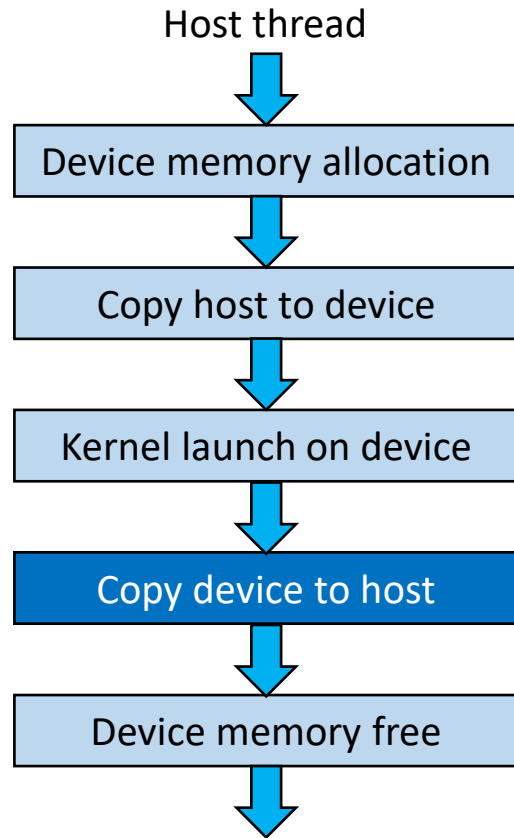 Host thread
Device memory allocation
Copy host to device
Kernel launch on device
Copy device to host
Device memory free